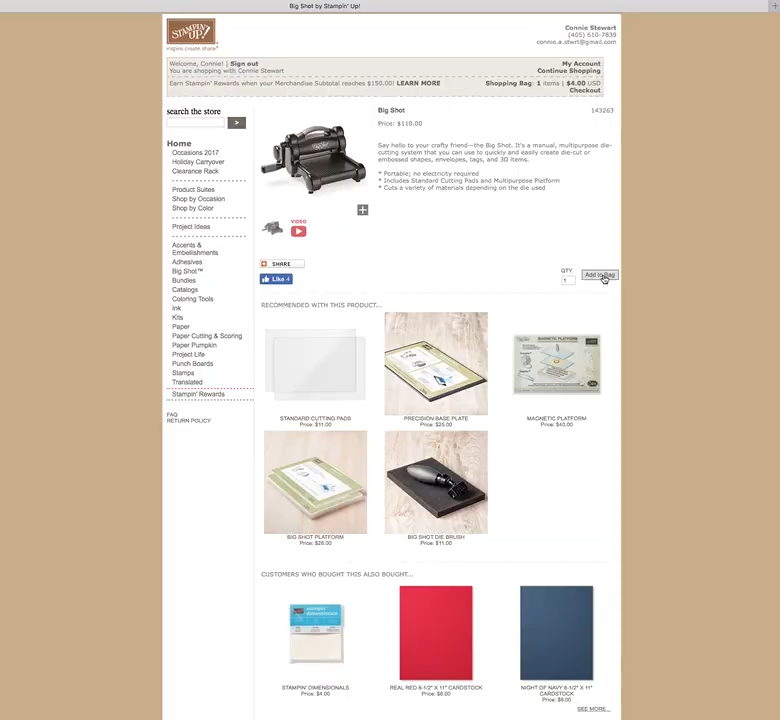 Big Shot by Stampin' Up!
STAMPIN' UP!
inspire.create.share
Connie Stewart
(405) 610-7839
connie.a.stwrt@gmail.com
Welcome, Connie! | Sign out
You are shopping with Connie Stewart
My Account
Continue Shopping
Earn Stampin' Rewards when your Merchandise Subtotal reaches $150.00! LEARN MORE
Shopping Bag: 1 items | $4.00 USD
Checkout
search the store
>
Home
Occasions 2017
Holiday Carryover
Clearance Rack
Product Suites
Shop by Occasion
Shop by Color
Project Ideas
Accents &
Embellishments
Adhesives
Big Shot™
Bundles
Catalogs
Coloring Tools
Ink
Kits
Paper
Paper Cutting & Scoring
Paper Pumpkin
Project Life
Punch Boards
Stamps
Translated
Stampin' Rewards
FAQ
RETURN POLICY
Big Shot
143263
Price: $110.00
Say hello to your crafty friend—the Big Shot. It's a manual, multipurpose die-
cutting system that you can use to quickly and easily create die-cut or
embossed shapes, envelopes, tags, and 3D items.
* Portable; no electricity required
* Includes Standard Cutting Pads and Multipurpose Platform
* Cuts a variety of materials depending on the die used
VIDEO
SHARE
Like 4
QTY.
1
Add to Bag
RECOMMENDED WITH THIS PRODUCT...
STANDARD CUTTING PADS
Price: $11.00
PRECISION BASE PLATE
Price: $25.00
MAGNETIC PLATFORM
Price: $40.00
BIG SHOT PLATFORM
Price: $26.00
BIG SHOT DIE BRUSH
Price: $11.00
CUSTOMERS WHO BOUGHT THIS ALSO BOUGHT...
STAMPIN' DIMENSIONALS
Price: $4.00
REAL RED 8-1/2" X 11" CARDSTOCK
Price: $8.00
NIGHT OF NAVY 8-1/2" X 11"
CARDSTOCK
Price: $8.00
SEE MORE...